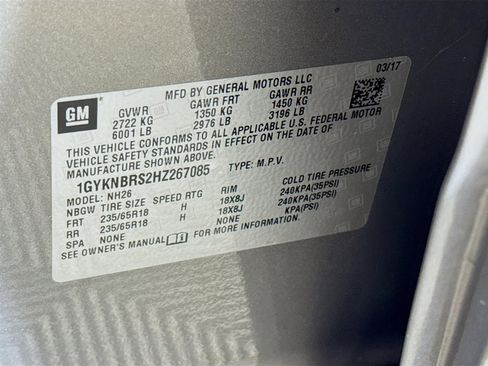 MFD BY GENERAL MOTORS LLC 03/17
GM GVWR GAWR FRT GAWR RR
2722 KG 1350 KG 1450 KG
6001 LB 2976 LB 3196 LB
THIS VEHICLE CONFORMS TO ALL APPLICABLE U.S. FEDERAL MOTOR
VEHICLE SAFETY, BUMPER, AND THEFT PREVENTION STANDARDS IN
EFFECT ON THE DATE OF
MANUFACTURE SHOWN ABOVE.
1GYKNBRS2HZ267085 TYPE: M.P.V.
MODEL: NH26
NBGW TIRE SIZE SPEED RTG RIM COLD TIRE PRESSURE
FRT 235/65R18 H 18X8J 240KPA(35PSI)
RR 235/65R18 H 18X8J 240KPA(35PSI)
SPA NONE NONE KPA(PSI)
SEE OWNER'S MANUAL FOR MORE INFORMATION.